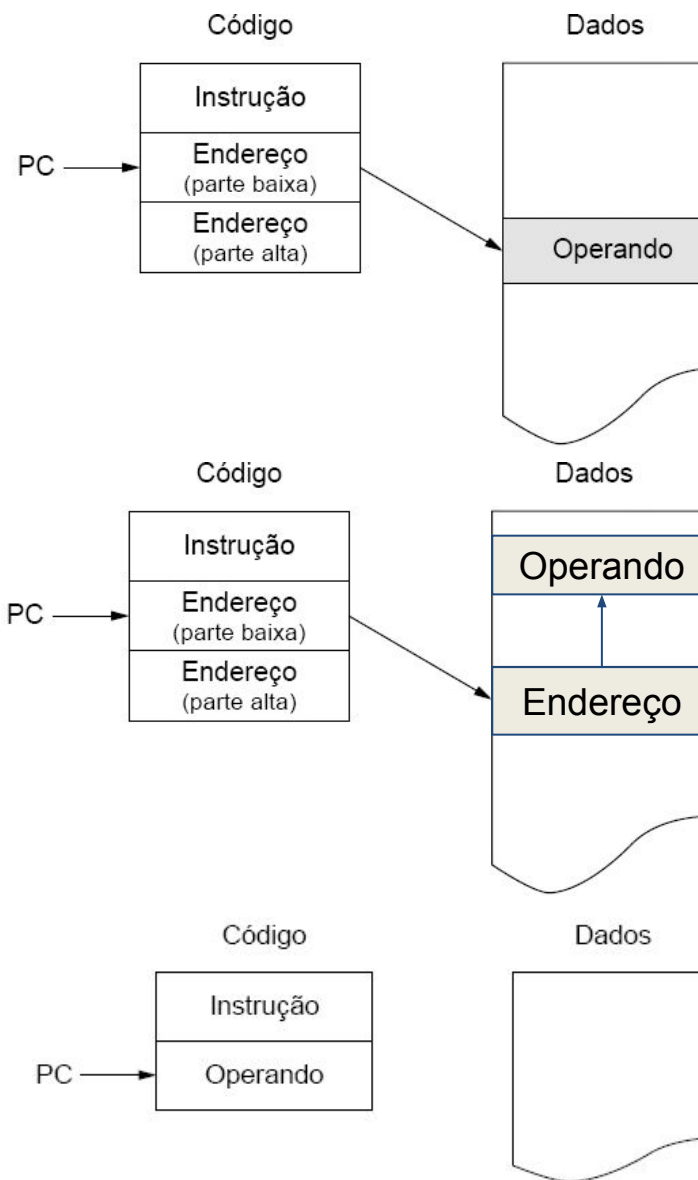 Código
Dados
Instrução
PC
Endereço
(parte baixa)
Endereço
(parte alta)
Operando
Código
Dados
Instrução
PC
Endereço
(parte baixa)
Endereço
(parte alta)
Operando
Endereço
Código
Dados
Instrução
PC
Operando